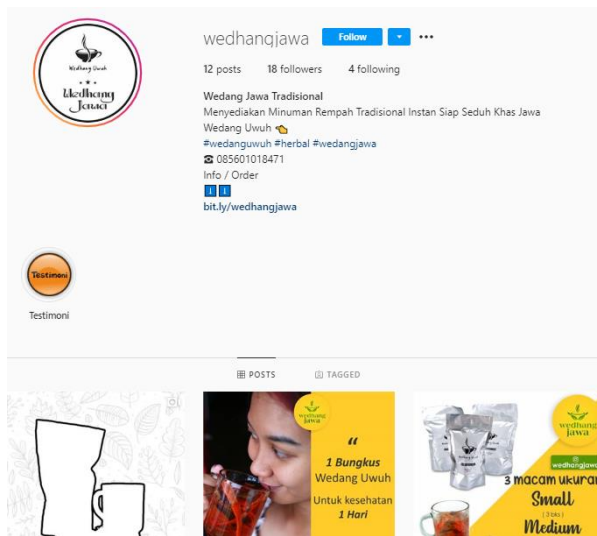 wedhangjawa Follow
12 posts 18 followers 4 following
Wedang Jawa Tradisional
Menyediakan Minuman Rempah Tradisional Instan Siap Seduh Khas Jawa
Wedang Uwuh
#wedanguwuh #herbal #wedangjawa
☎ 085601018471
Info / Order
bit.ly/wedhangjawa
Wedhang Uwuh
Wedhang
Jawa
Testimoni
Testimoni
POSTS TAGGED
wedhang
jawa
“
1 Bungkus
Wedang Uwuh
Untuk kesehatan
1 Hari
wedhang
jawa
wedhangjawa
3 macam ukuran
Small
(3 bks)
Medium